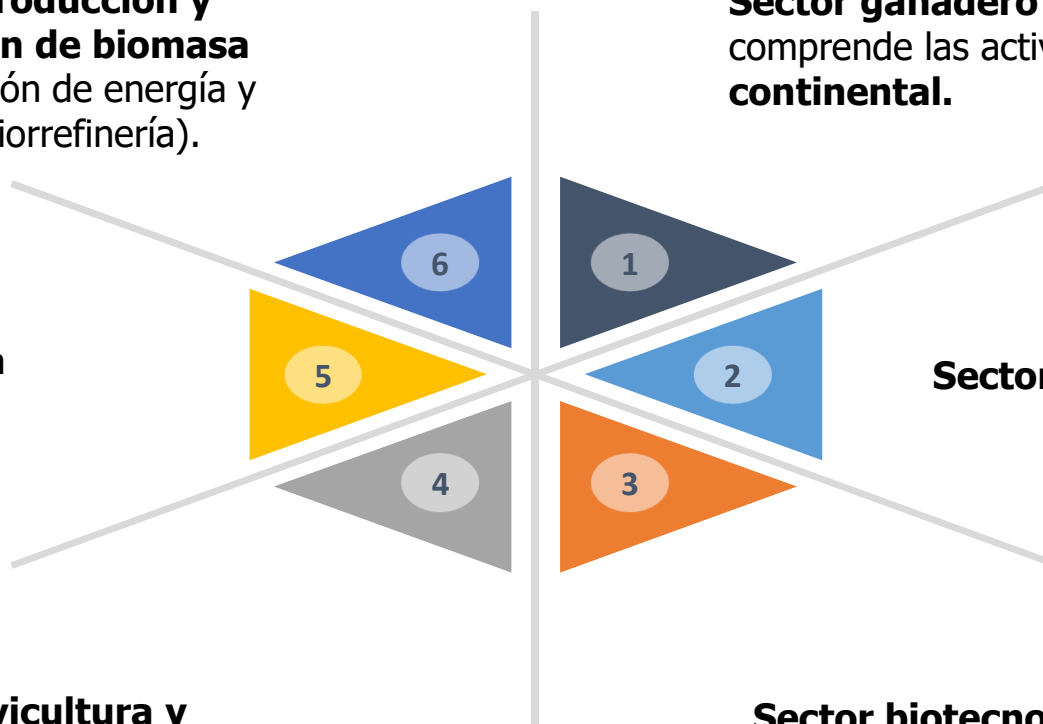 roducción y
n de biomasa
ón de energía y
iorrefinería).
Sector ganadero
comprende las activ
continental.
6
1
5
2
Sector
4
3
vicultura y
Sector biotecno